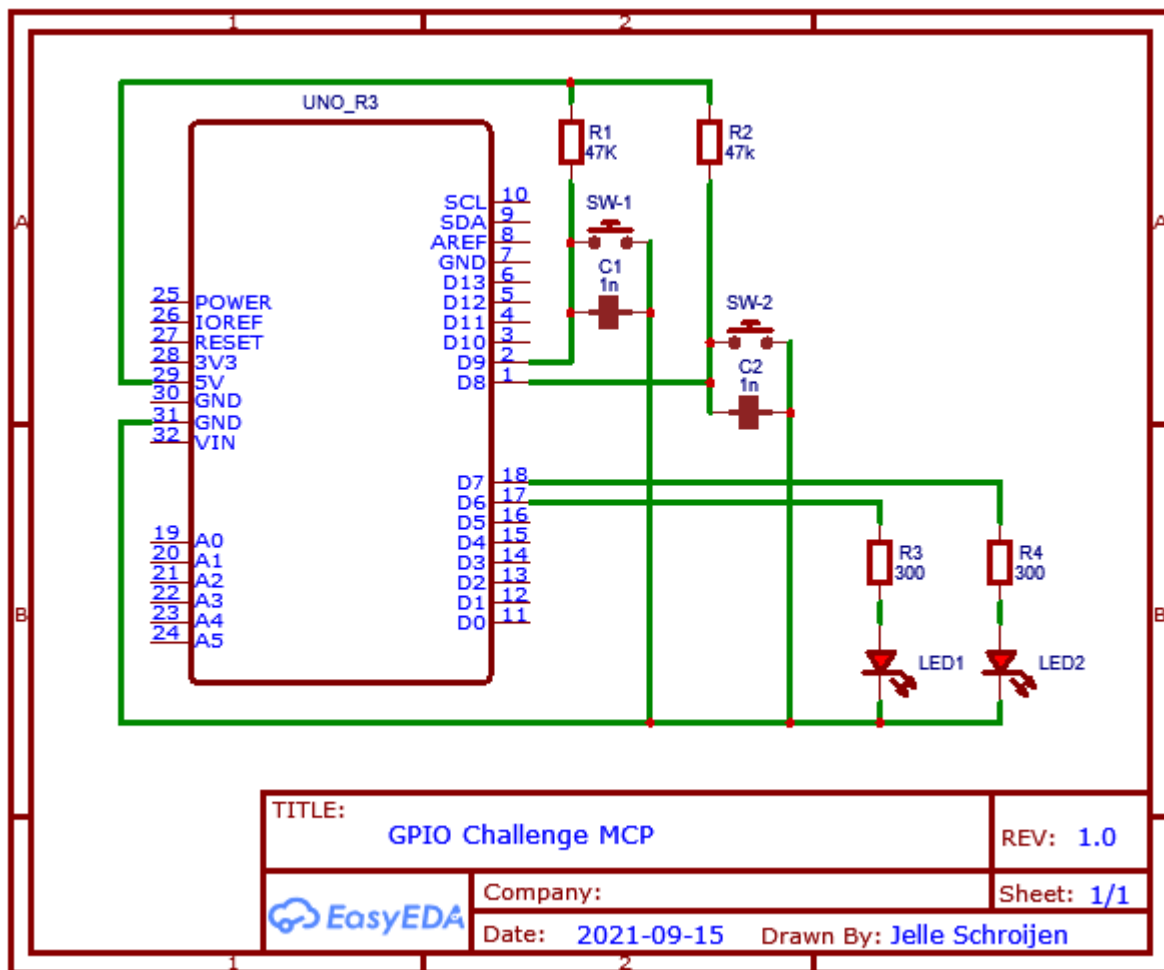 1
2
UNO_R3
R1
47K
R2
47k
SCL 10
SDA 9
AREF 8
GND 7
D13 6
D12 5
D11 4
D10 3
D9 2
D8 1
SW-1
C1
1n
SW-2
C2
1n
A
A
25 POWER
26 IOREF
27 RESET
28 3V3
29 5V
30 GND
31 GND
32 VIN
D7 18
D6 17
D5 16
D4 15
D3 14
D2 13
D1 12
D0 11
19 A0
20 A1
21 A2
22 A3
23 A4
24 A5
R3
300
R4
300
B
B
LED1
LED2
TITLE:
GPIO Challenge MCP
REV: 1.0
EasyEDA
Company:
Sheet: 1/1
Date: 2021-09-15 Drawn By: Jelle Schroijen
1
2